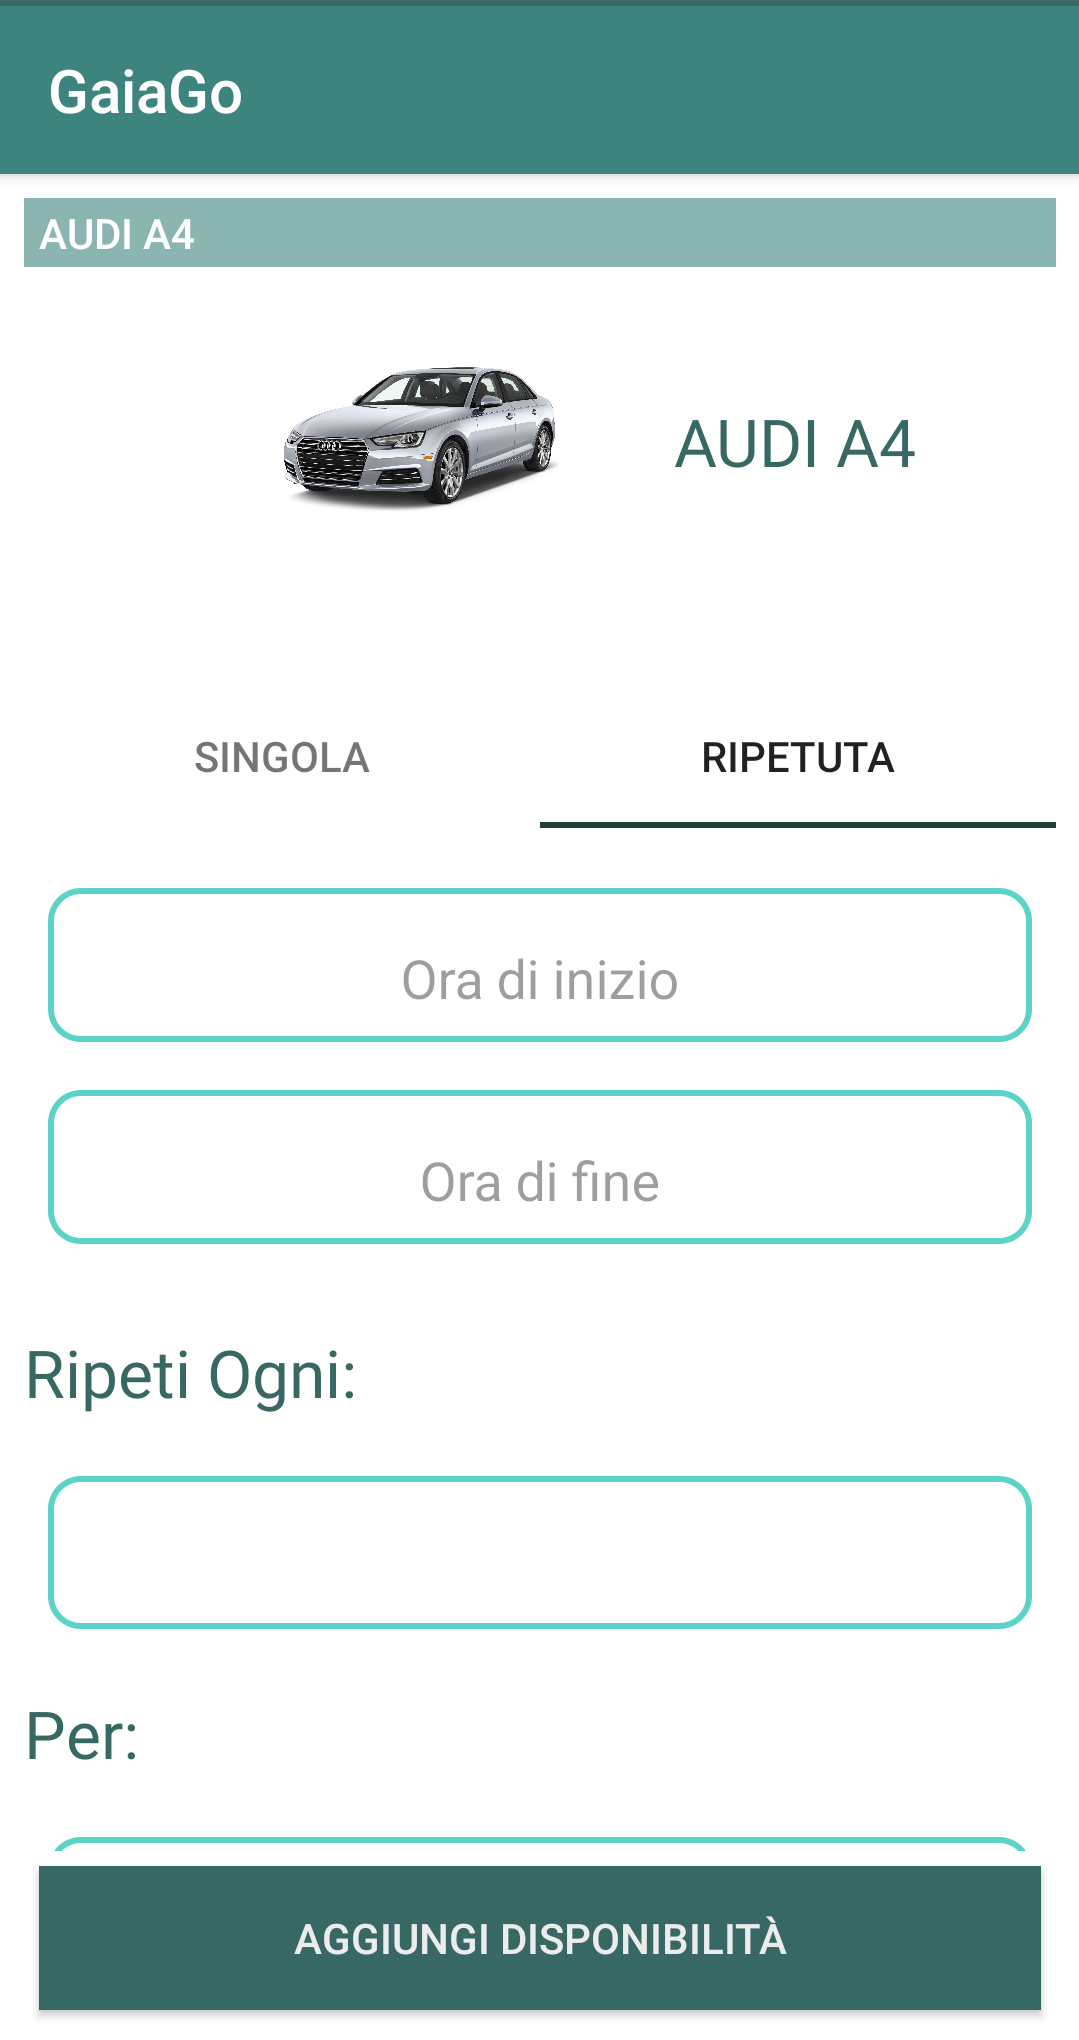 GaiaGo
AUDI A4
AUDI A4
SINGOLA
RIPETUTA
Ora di inizio
Ora di fine
Ripeti Ogni:
Per:
AGGIUNGI DISPONIBILITÀ